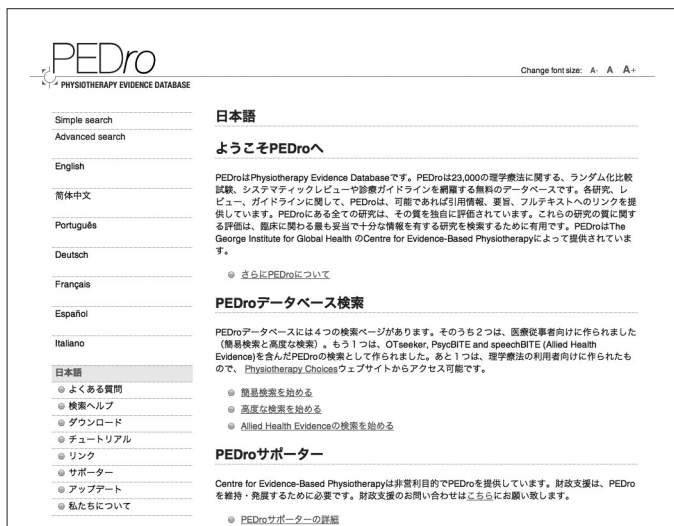 PEDro
PHYSIOTHERAPY EVIDENCE DATABASE
Change font size: A- A A+
Simple search
Advanced search
English
简体中文
Português
Deutsch
Français
Español
Italiano
日本語
よくある質問
検索ヘルプ
ダウンロード
チュートリアル
リンク
サポーター
アップデート
私たちについて
日本語
ようこそPEDroへ
PEDroはPhysiotherapy Evidence Databaseです。PEDroは23,000の理学療法に関する、ランダム化比較
試験、システマティックレビューや診療ガイドラインを網羅する無料のデータベースです。各研究、レ
ビュー、ガイドラインに関して、PEDroは、可能であれば引用情報、要旨、フルテキストへのリンクを提
供しています。PEDroにある全ての研究は、その質を独自に評価されています。これらの研究の質に関す
る評価は、臨床に関わる最も妥当で十分な情報を有する研究を検索するために有用です。PEDroはThe
George Institute for Global Health のCentre for Evidence-Based Physiotherapyによって提供されていま
す。
さらにPEDroについて
PEDroデータベース検索
PEDroデータベースには４つの検索ページがあります。そのうち２つは、医療従事者向けに作られました
（簡易検索と高度な検索）。もう１つは、OTseeker, PsycBITE and speechBITE (Allied Health
Evidence)を含んだPEDroの検索として作られました。あと１つは、理学療法の利用者向けに作られたも
ので、 Physiotherapy Choicesウェブサイトからアクセス可能です。
簡易検索を始める
高度な検索を始める
Allied Health Evidenceの検索を始める
PEDroサポーター
Centre for Evidence-Based Physiotherapyは非営利目的でPEDroを提供しています。財政支援は、PEDro
を維持・発展するために必要です。財政支援のお問い合わせはこちらにお願い致します。
PEDroサポーターの詳細